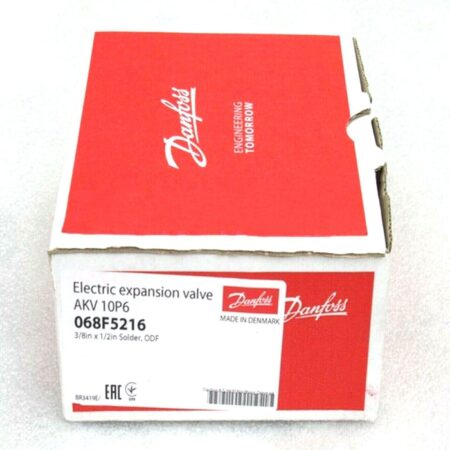 Danfoss
ENGINEERING
TOMORROW
Electric expansion valve
AKV 10P6
068F5216
3/8in x 1/2in Solder, ODF
Danfoss
MADE IN DENMARK
Danfoss
EAC
BR3419E/